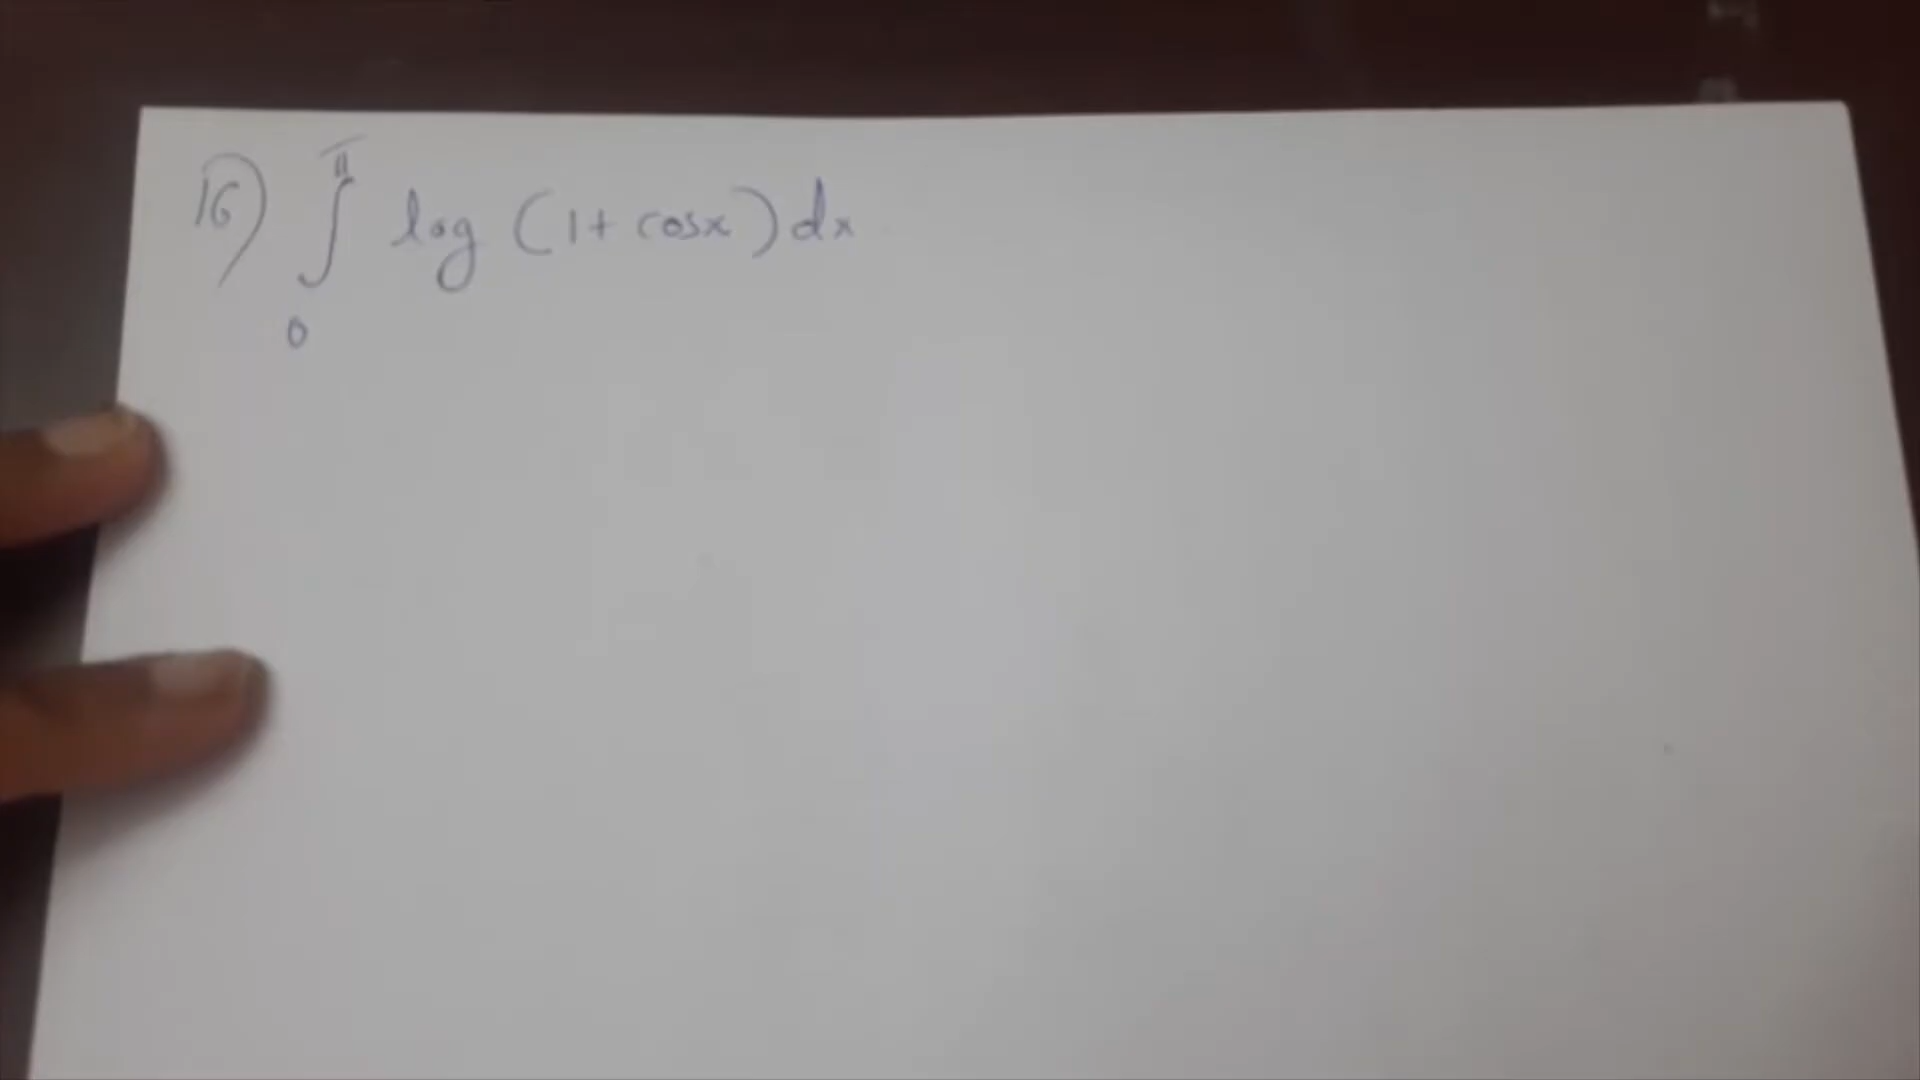 16) ∫₀^π log (1 + cosx) dx